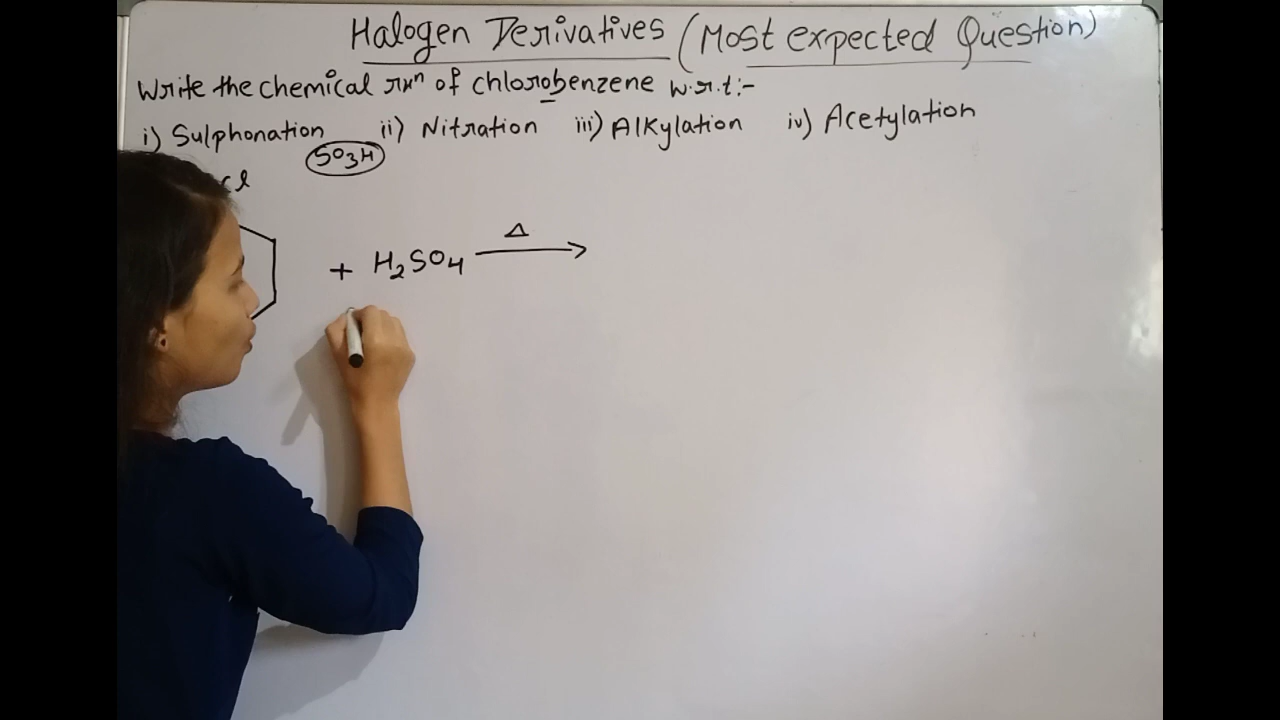 Halogen Derivatives (Most expected Question)
Write the chemical rxⁿ of chlorobenzene w.r.t:-
i) Sulphonation ii) Nitration iii) Alkylation iv) Acetylation
SO3H
cl
+ H2SO4 Δ →